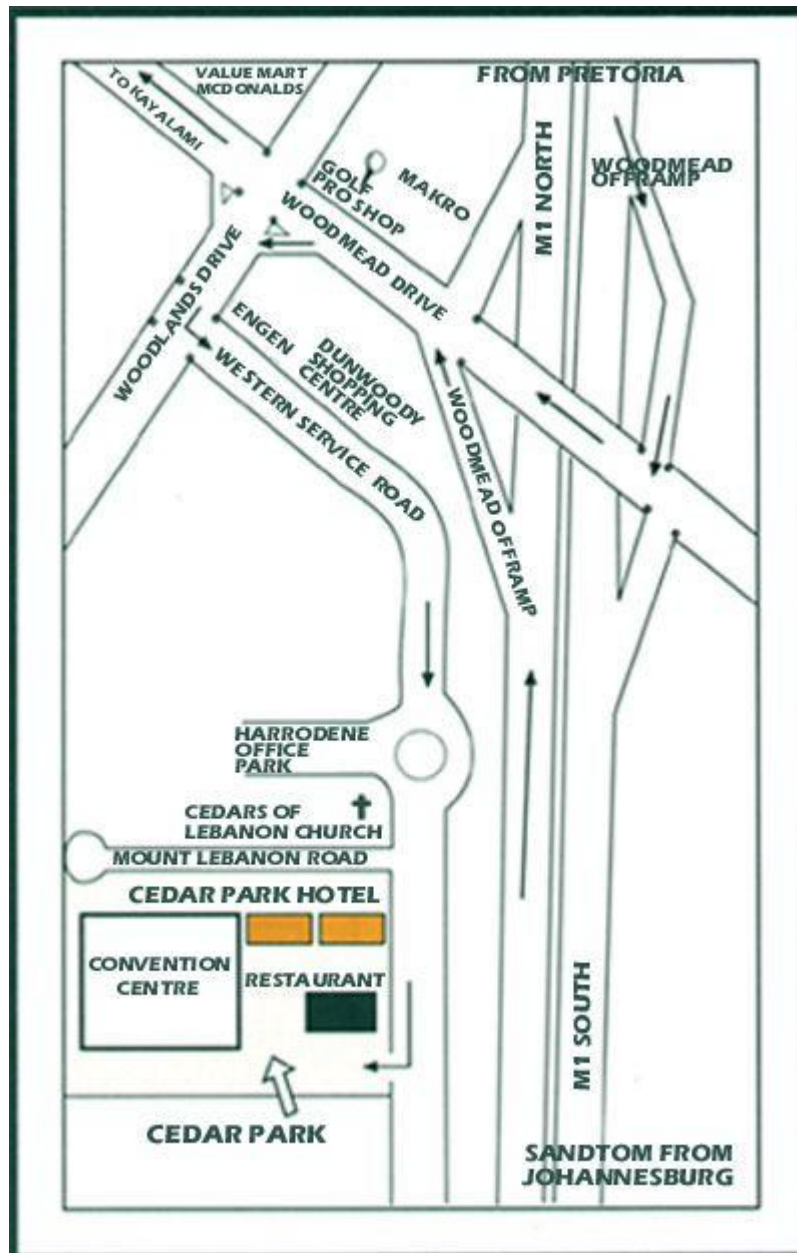 VALUE MART
MCDONALDS
FROM PRETORIA
TO KAYALAMI
WOODMEAD
OFFRAMP
M1 NORTH
GOLF
PRO SHOP
MAKRO
WOODMEAD DRIVE
WOODLANDS DRIVE
ENGEN
DUNWOODY
SHOPPING
CENTRE
WESTERN SERVICE ROAD
WOODMEAD OFFRAMP
HARRODENE
OFFICE
PARK
CEDARS OF
LEBANON CHURCH
MOUNT LEBANON ROAD
CEDAR PARK HOTEL
CONVENTION
CENTRE
RESTAURANT
M1 SOUTH
CEDAR PARK
SANDTOM FROM
JOHANNESBURG